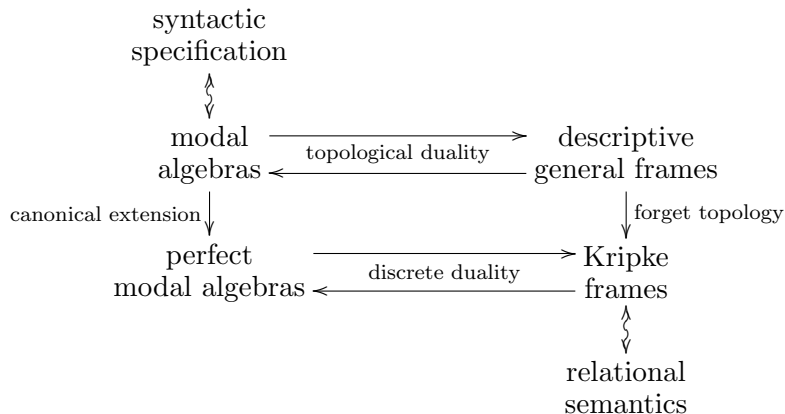 syntactic
specification
modal
algebras
topological duality
descriptive
general frames
canonical extension
forget topology
perfect
modal algebras
discrete duality
Kripke
frames
relational
semantics